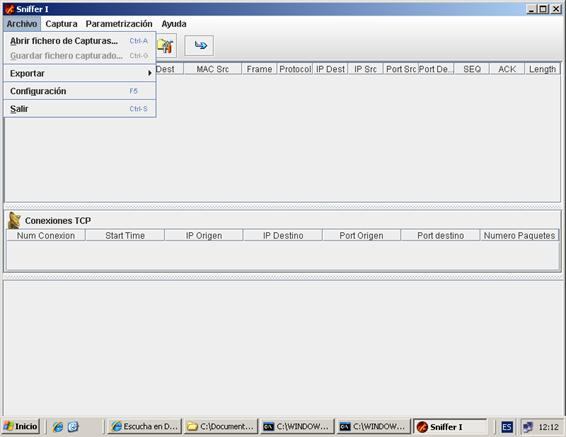 Sniffer I
Archivo Captura Parametrización Ayuda
Abrir fichero de Capturas... Ctrl-A
Guardar fichero capturado... Ctrl-G
Exportar
Configuración F5
Salir Ctrl-S
Dest MAC Src Frame Protocol IP Dest IP Src Port Src Port De... SEQ ACK Length
Conexiones TCP
Num Conexion Start Time IP Origen IP Destino Port Origen Port destino Numero Paquetes
Inicio Escucha en D... C:\Document... C:\WINDOW... C:\WINDOW... Sniffer I ES 12:12